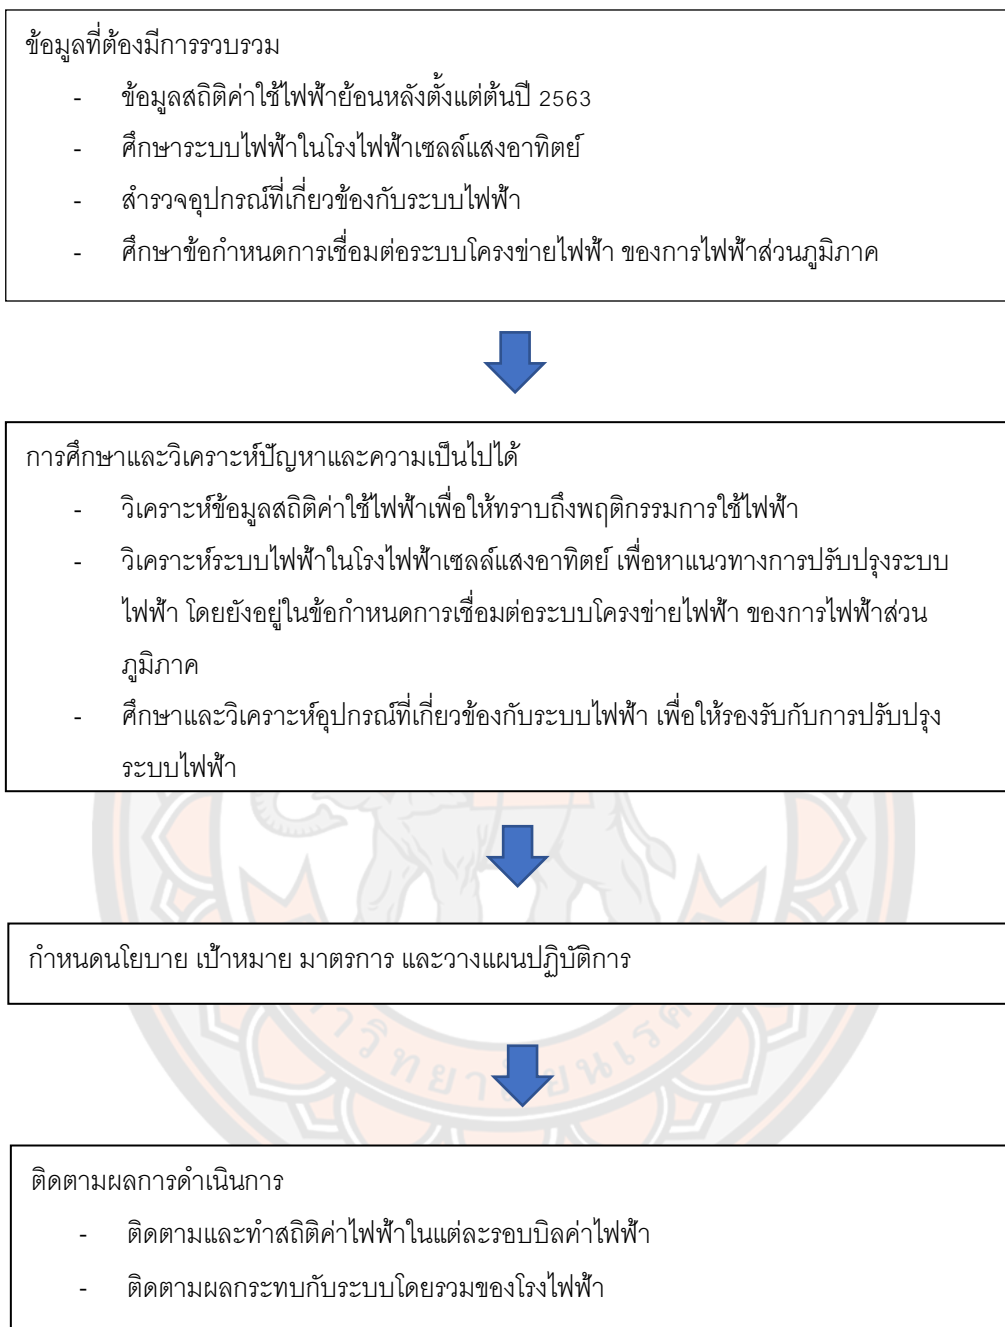 ข้อมูลที่ต้องมีการรวบรวม
- ข้อมูลสถิติค่าใช้ไฟฟ้าย้อนหลังตั้งแต่ต้นปี 2563
- ศึกษาระบบไฟฟ้าในโรงไฟฟ้าเซลล์แสงอาทิตย์
- สำรวจอุปกรณ์ที่เกี่ยวข้องกับระบบไฟฟ้า
- ศึกษาข้อกำหนดการเชื่อมต่อระบบโครงข่ายไฟฟ้า ของการไฟฟ้าส่วนภูมิภาค
การศึกษาและวิเคราะห์ปัญหาและความเป็นไปได้
- วิเคราะห์ข้อมูลสถิติค่าใช้ไฟฟ้าเพื่อให้ทราบถึงพฤติกรรมการใช้ไฟฟ้า
- วิเคราะห์ระบบไฟฟ้าในโรงไฟฟ้าเซลล์แสงอาทิตย์ เพื่อหาแนวทางการปรับปรุงระบบ
ไฟฟ้า โดยยังอยู่ในข้อกำหนดการเชื่อมต่อระบบโครงข่ายไฟฟ้า ของการไฟฟ้าส่วน
ภูมิภาค
- ศึกษาและวิเคราะห์อุปกรณ์ที่เกี่ยวข้องกับระบบไฟฟ้า เพื่อให้รองรับกับการปรับปรุง
ระบบไฟฟ้า
กำหนดนโยบาย เป้าหมาย มาตรการ และวางแผนปฏิบัติการ
ติดตามผลการดำเนินการ
- ติดตามและทำสถิติค่าไฟฟ้าในแต่ละรอบบิลค่าไฟฟ้า
- ติดตามผลกระทบกับระบบโดยรวมของโรงไฟฟ้า